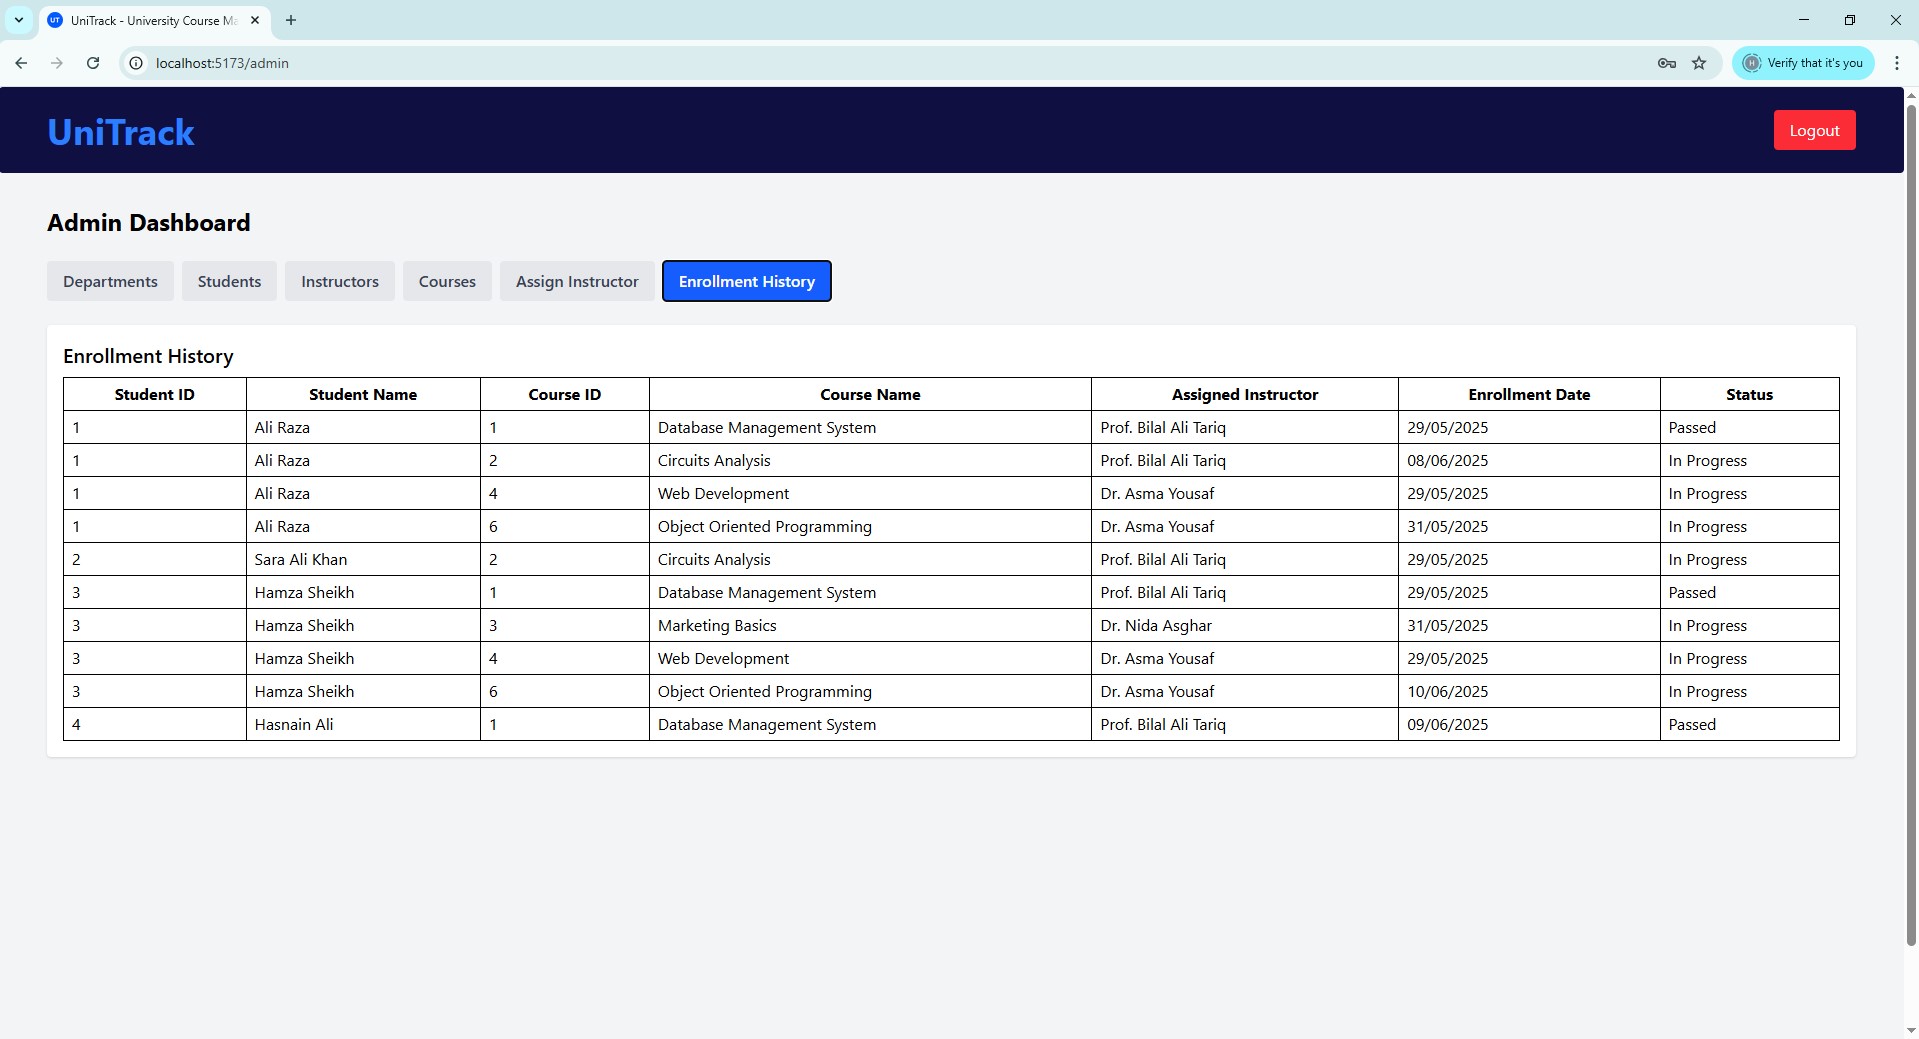 UT UniTrack - University Course Ma
localhost:5173/admin
H Verify that it's you
UniTrack
Logout
Admin Dashboard
Departments Students Instructors Courses Assign Instructor Enrollment History
Enrollment History
Student ID Student Name Course ID Course Name Assigned Instructor Enrollment Date Status
1 Ali Raza 1 Database Management System Prof. Bilal Ali Tariq 29/05/2025 Passed
1 Ali Raza 2 Circuits Analysis Prof. Bilal Ali Tariq 08/06/2025 In Progress
1 Ali Raza 4 Web Development Dr. Asma Yousaf 29/05/2025 In Progress
1 Ali Raza 6 Object Oriented Programming Dr. Asma Yousaf 31/05/2025 In Progress
2 Sara Ali Khan 2 Circuits Analysis Prof. Bilal Ali Tariq 29/05/2025 In Progress
3 Hamza Sheikh 1 Database Management System Prof. Bilal Ali Tariq 29/05/2025 Passed
3 Hamza Sheikh 3 Marketing Basics Dr. Nida Asghar 31/05/2025 In Progress
3 Hamza Sheikh 4 Web Development Dr. Asma Yousaf 29/05/2025 In Progress
3 Hamza Sheikh 6 Object Oriented Programming Dr. Asma Yousaf 10/06/2025 In Progress
4 Hasnain Ali 1 Database Management System Prof. Bilal Ali Tariq 09/06/2025 Passed